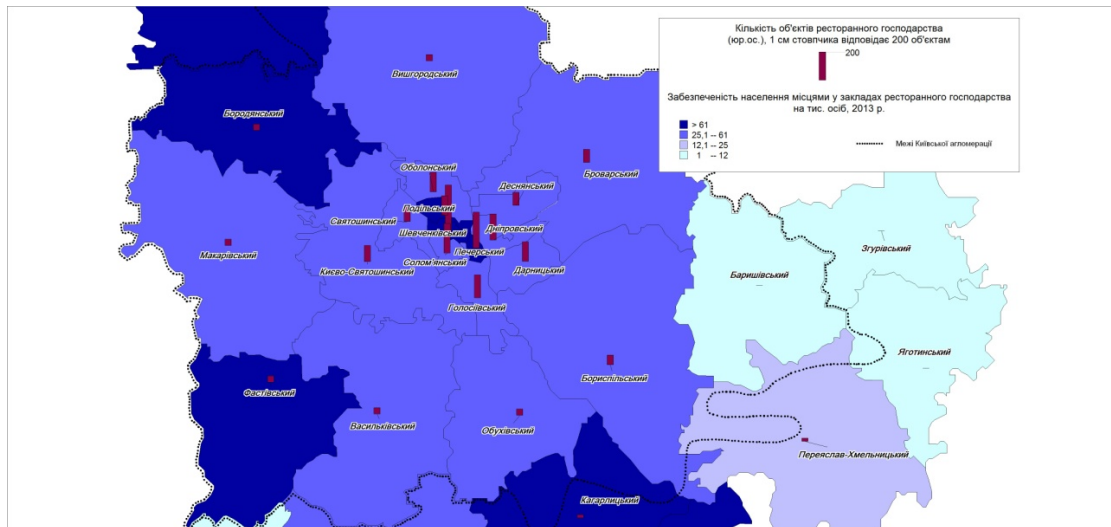 Кількість об'єктів ресторанного господарства
(юр.ос.), 1 см стовпчика відповідає 200 об'єктам
200
Забезпеченість населення місцями у закладах ресторанного господарства
на тис. осіб, 2013 р.
> 61
25,1 -- 61
12,1 -- 25
1 -- 12
Межі Київської агломерації
Вишгородський
Бородянський
Оболонський
Броварський
Деснянський
Подільський
Святошинський
Шевченківський
Дніпровський
Згурівський
Макарівський
Печерський
Солом'янський
Києво-Святошинський
Дарницький
Баришівський
Голосіївський
Яготинський
Бориспільський
Фастівський
Васильківський
Обухівський
Переяслав-Хмельницький
Кагарлицький